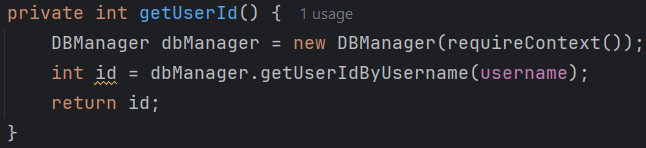 private int getUserId() { 1 usage
DBManager dbManager = new DBManager(requireContext());
int id = dbManager.getUserIdByUsername(username);
return id;
}